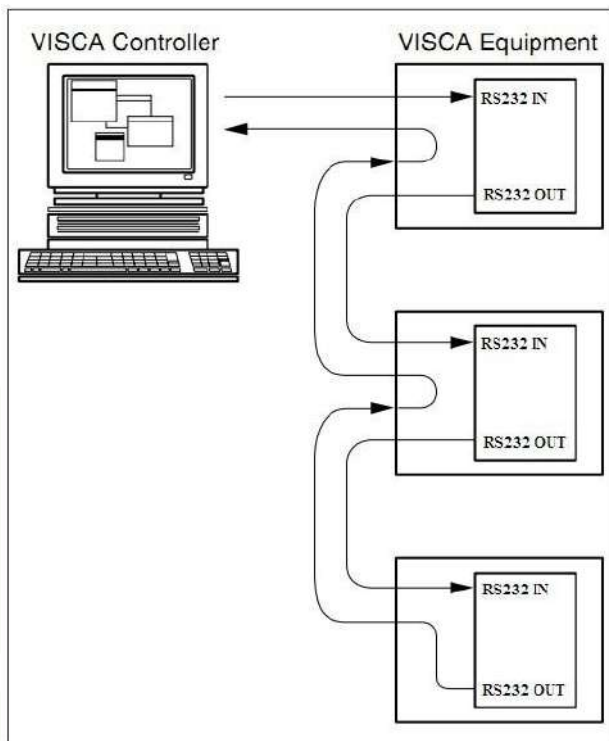 VISCA Controller
VISCA Equipment
RS232 IN
RS232 OUT
RS232 IN
RS232 OUT
RS232 IN
RS232 OUT